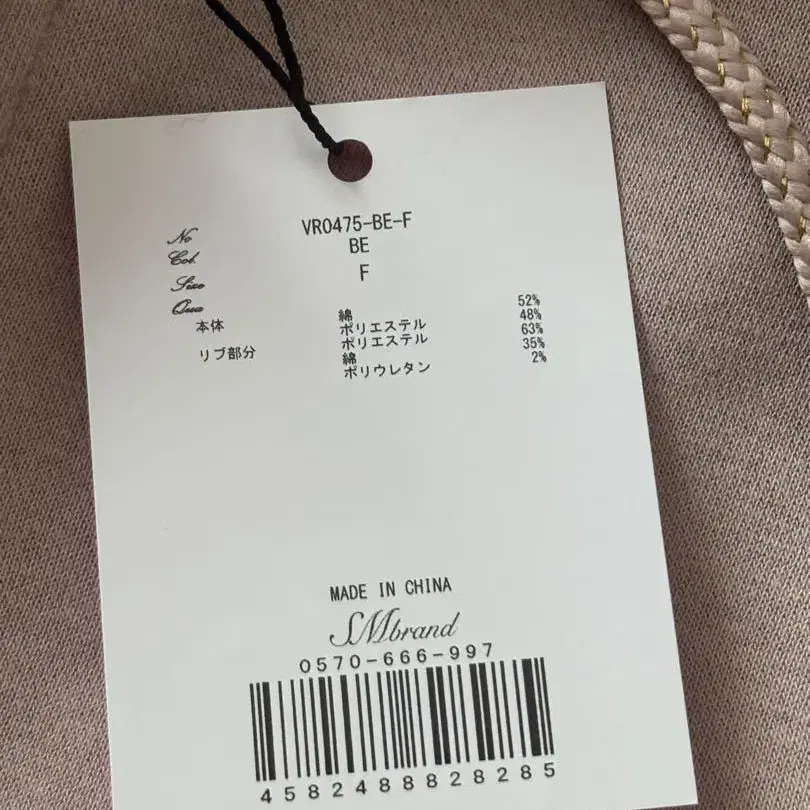 No VR0475-BE-F
Col. BE
Size F
Qua
本体 綿 52%
ポリエステル 48%
リブ部分 ポリエステル 63%
綿 35%
ポリウレタン 2%
MADE IN CHINA
SMbrand
0570-666-997
4582488828285